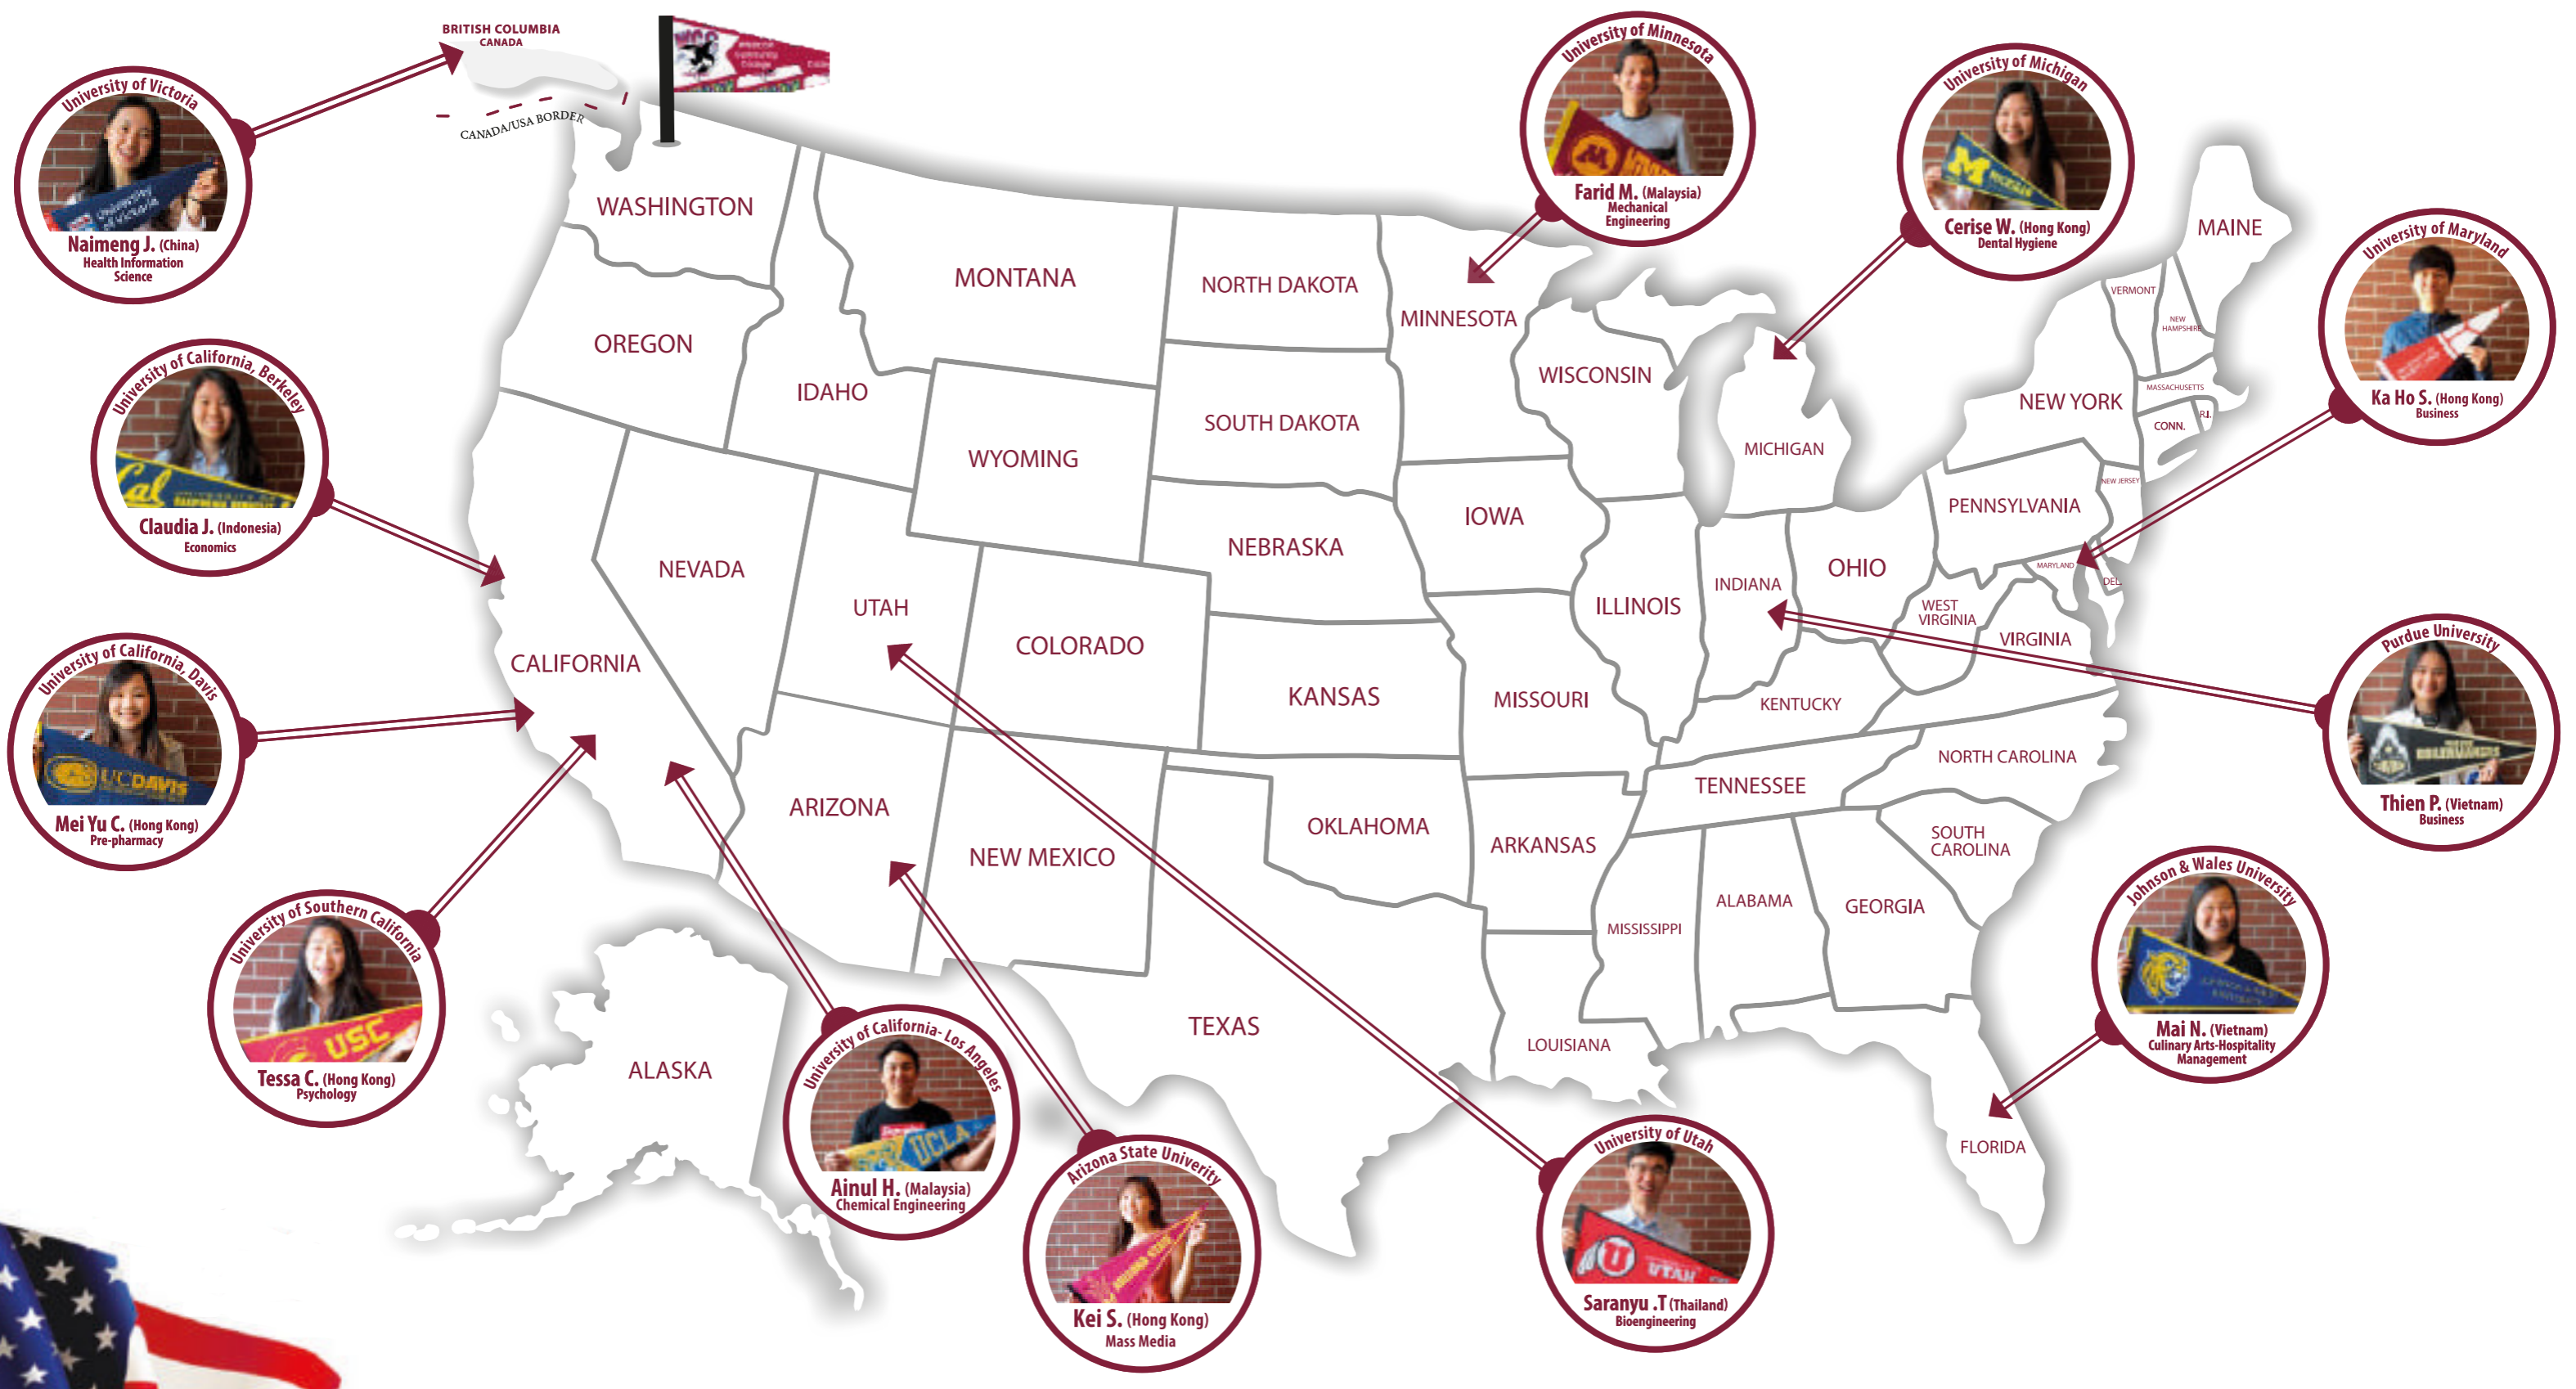 BRITISH COLUMBIA
CANADA
CANADA/USA BORDER
University of Victoria
Naimeng J. (China)
Health Information
Science
University of California, Berkeley
Cal
Claudia J. (Indonesia)
Economics
University of California, Davis
UC DAVIS
Mei Yu C. (Hong Kong)
Pre-pharmacy
University of Southern California
USC
Tessa C. (Hong Kong)
Psychology
University of California- Los Angeles
UCLA
Ainul H. (Malaysia)
Chemical Engineering
Arizona State Univerity
Kei S. (Hong Kong)
Mass Media
University of Utah
U
UTAH
Saranyu .T (Thailand)
Bioengineering
University of Minnesota
M
Farid M. (Malaysia)
Mechanical
Engineering
University of Michigan
M
Cerise W. (Hong Kong)
Dental Hygiene
University of Maryland
Ka Ho S. (Hong Kong)
Business
Purdue University
Thien P. (Vietnam)
Business
Johnson & Wales University
Mai N. (Vietnam)
Culinary Arts-Hospitality
Management
WASHINGTON
OREGON
IDAHO
MONTANA
WYOMING
NORTH DAKOTA
SOUTH DAKOTA
NEBRASKA
MINNESOTA
WISCONSIN
IOWA
MICHIGAN
NEVADA
UTAH
COLORADO
KANSAS
CALIFORNIA
ARIZONA
NEW MEXICO
OKLAHOMA
TEXAS
MISSOURI
ARKANSAS
LOUISIANA
ILLINOIS
INDIANA
OHIO
KENTUCKY
TENNESSEE
MISSISSIPPI
ALABAMA
GEORGIA
FLORIDA
SOUTH
CAROLINA
NORTH CAROLINA
VIRGINIA
WEST
VIRGINIA
MARYLAND
DEL.
PENNSYLVANIA
NEW JERSEY
NEW YORK
CONN.
R.I.
MASSACHUSETTS
VERMONT
NEW
HAMPSHIRE
MAINE
ALASKA